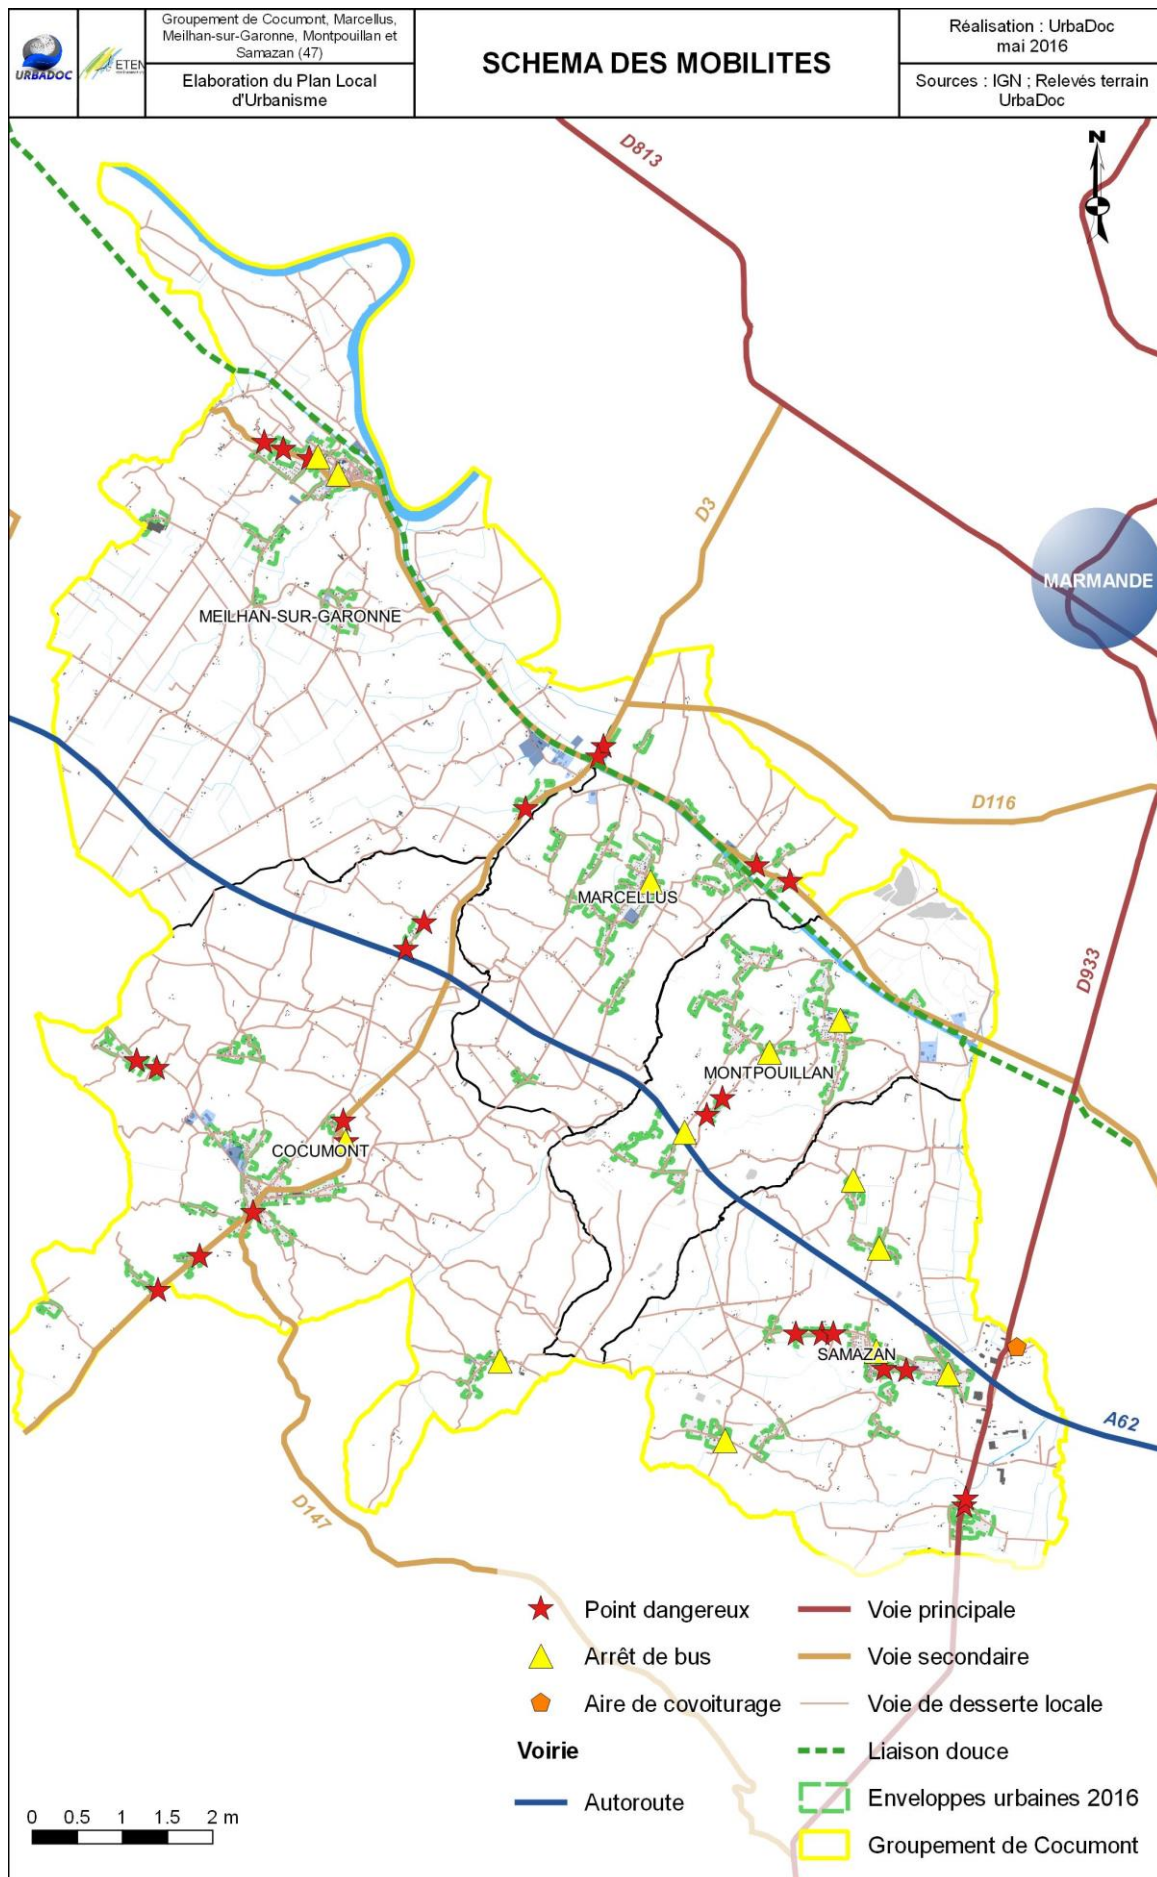 URBADOC
ETEN
Groupement de Cocumont, Marcellus,
Meilhan-sur-Garonne, Montpouillan et
Samazan (47)
Elaboration du Plan Local
d'Urbanisme
SCHEMA DES MOBILITES
Réalisation : UrbaDoc
mai 2016
Sources : IGN ; Relevés terrain
UrbaDoc
N
D813
D3
MARMANDE
MEILHAN-SUR-GARONNE
D116
MARCELLUS
D933
MONTPOUILLAN
COCUMONT
SAMAZAN
A62
D147
Point dangereux
Arrêt de bus
Aire de covoiturage
Voirie
Autoroute
Voie principale
Voie secondaire
Voie de desserte locale
Liaison douce
Enveloppes urbaines 2016
Groupement de Cocumont
0 0.5 1 1.5 2 m